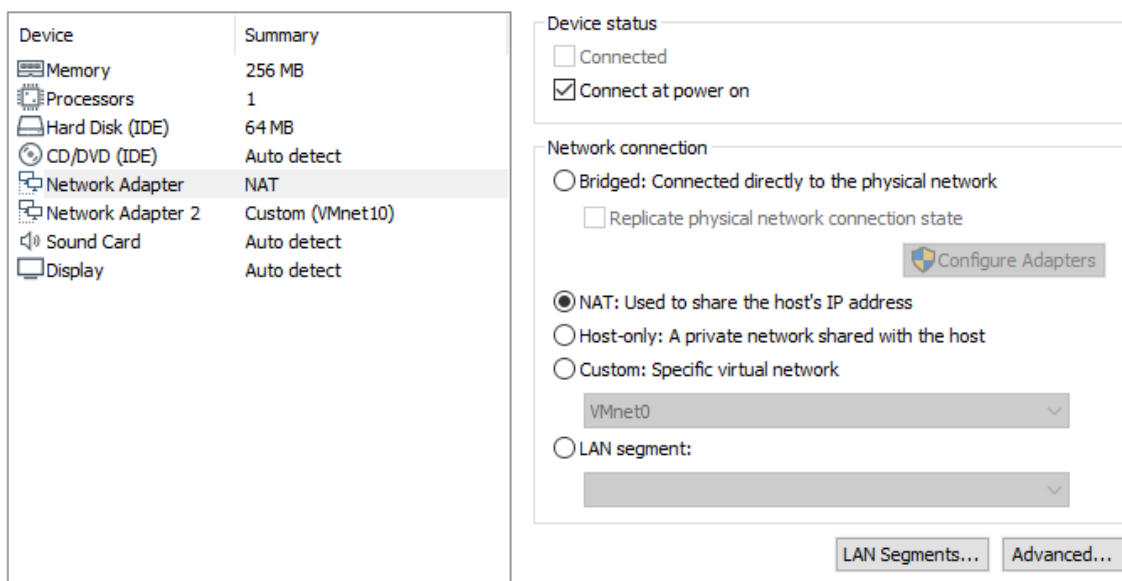 Device Summary
Memory 256 MB
Processors 1
Hard Disk (IDE) 64 MB
CD/DVD (IDE) Auto detect
Network Adapter NAT
Network Adapter 2 Custom (VMnet10)
Sound Card Auto detect
Display Auto detect
Device status
Connected
Connect at power on
Network connection
Bridged: Connected directly to the physical network
Replicate physical network connection state
Configure Adapters
NAT: Used to share the host's IP address
Host-only: A private network shared with the host
Custom: Specific virtual network
VMnet0
LAN segment:
LAN Segments... Advanced...